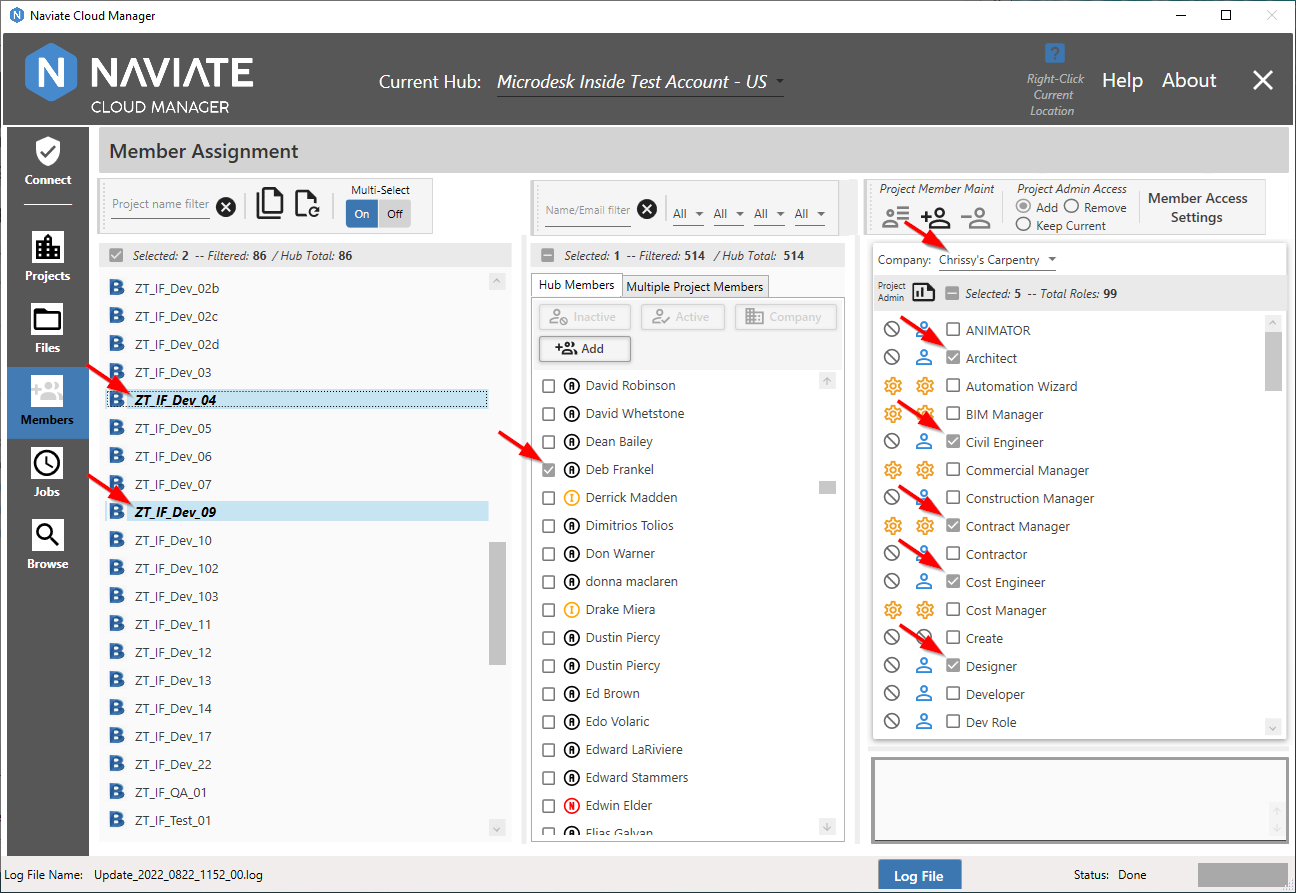 Naviate Cloud Manager
N NAVIATE
CLOUD MANAGER
Current Hub: Microdesk Inside Test Account - US
?
Right-Click
Current
Location
Help About
Connect
Projects
Files
Members
Jobs
Browse
Member Assignment
Project name filter
Multi-Select
On Off
Selected: 2 -- Filtered: 86 / Hub Total: 86
B ZT_IF_Dev_02b
B ZT_IF_Dev_02c
B ZT_IF_Dev_02d
B ZT_IF_Dev_03
B ZT_IF_Dev_04
B ZT_IF_Dev_05
B ZT_IF_Dev_06
B ZT_IF_Dev_07
B ZT_IF_Dev_09
B ZT_IF_Dev_10
B ZT_IF_Dev_102
B ZT_IF_Dev_103
B ZT_IF_Dev_11
B ZT_IF_Dev_12
B ZT_IF_Dev_13
B ZT_IF_Dev_14
B ZT_IF_Dev_17
B ZT_IF_Dev_22
B ZT_IF_QA_01
B ZT_IF_Test_01
Name/Email filter
All All All All
Selected: 1 -- Filtered: 514 / Hub Total: 514
Hub Members Multiple Project Members
Inactive Active Company
Add
A David Robinson
A David Whetstone
A Dean Bailey
A Deb Frankel
I Derrick Madden
A Dimitrios Tolios
A Don Warner
A donna maclaren
I Drake Miera
A Dustin Piercy
A Dustin Piercy
A Ed Brown
A Edo Volaric
A Edward LaRiviere
A Edward Stammers
N Edwin Elder
A Elias Galvan
Project Member Maint
Project Admin Access
Add Remove
Keep Current
Member Access
Settings
Company: Chrissy's Carpentry
Project
Admin
Selected: 5 -- Total Roles: 99
ANIMATOR
Architect
Automation Wizard
BIM Manager
Civil Engineer
Commercial Manager
Construction Manager
Contract Manager
Contractor
Cost Engineer
Cost Manager
Create
Designer
Developer
Dev Role
Log File Name: Update_2022_0822_1152_00.log
Log File
Status: Done